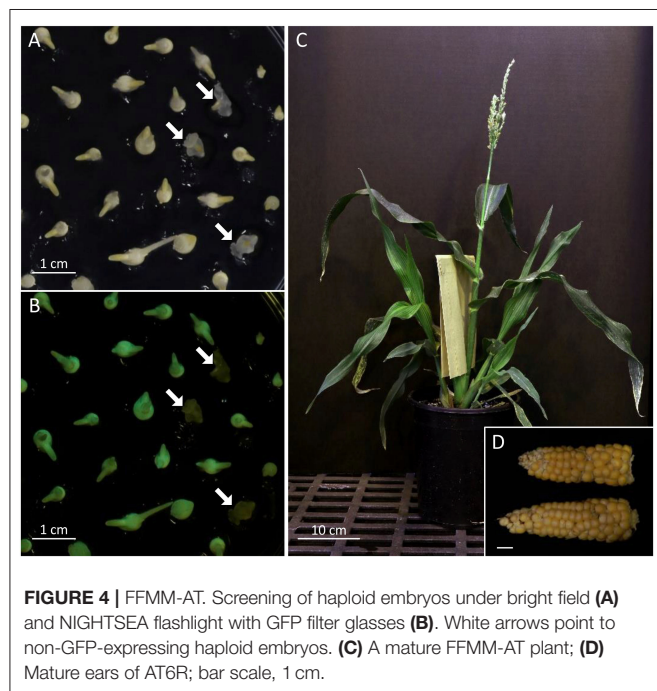 A
1 cm
B
1 cm
C
10 cm
D
FIGURE 4 | FFMM-AT. Screening of haploid embryos under bright field (A)
and NIGHTSEA flashlight with GFP filter glasses (B). White arrows point to
non-GFP-expressing haploid embryos. (C) A mature FFMM-AT plant; (D)
Mature ears of AT6R; bar scale, 1 cm.